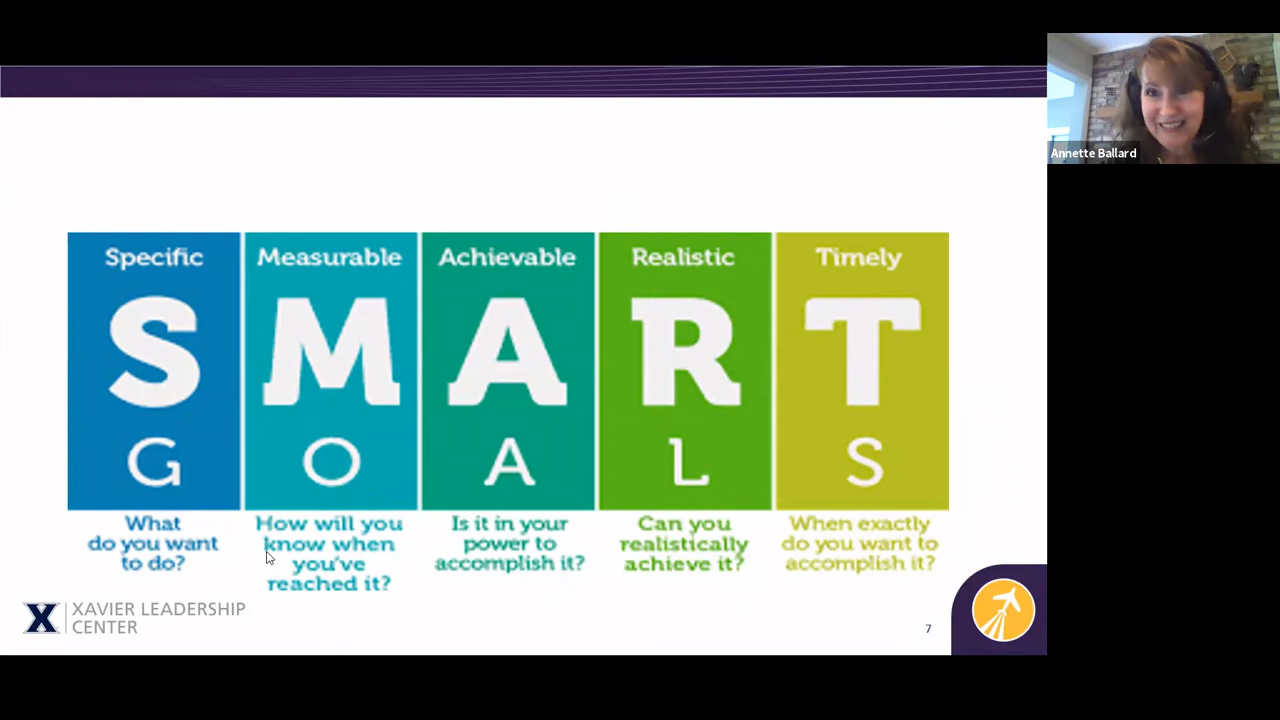 Annette Ballard
Specific
Measurable
Achievable
Realistic
Timely
S
M
A
R
T
G
O
A
L
S
What
do you want
to do?
How will you
know when
you've
reached it?
Is it in your
power to
accomplish it?
Can you
realistically
achieve it?
When exactly
do you want to
accomplish it?
X
XAVIER LEADERSHIP
CENTER
7